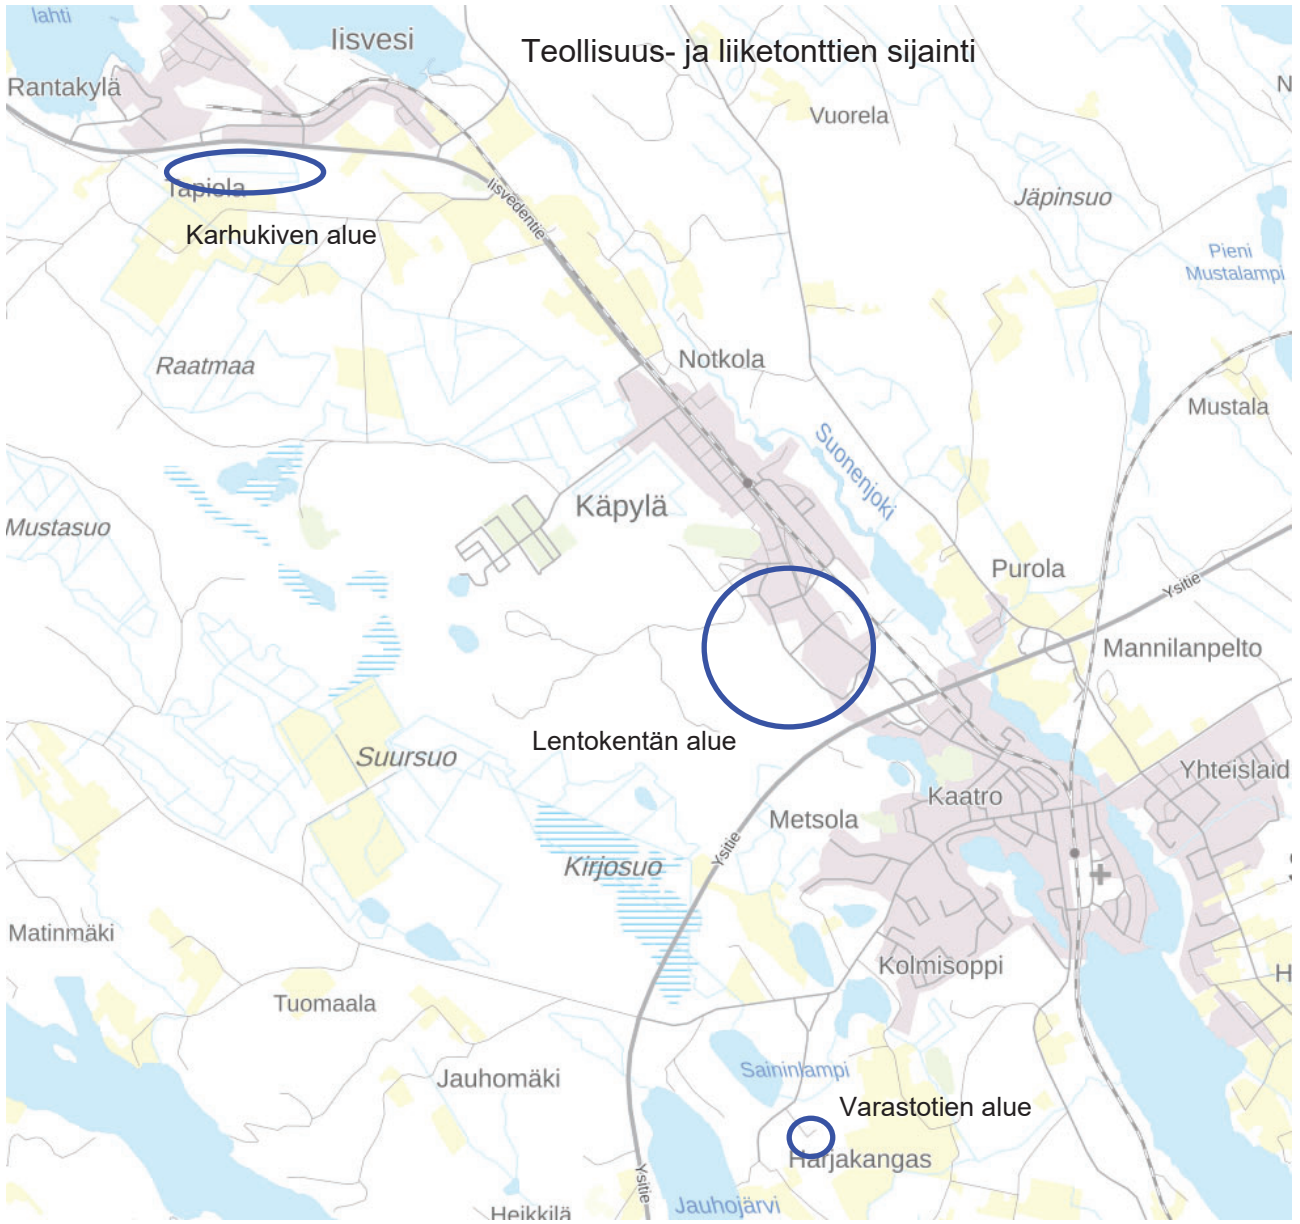 lahti
Iisvesi
Teollisuus- ja liiketonttien sijainti
Rantakylä
Vuorela
Tapiola
Iisvedentie
Jäpinsuo
Karhukiven alue
Pieni
Mustalampi
Raatmaa
Notkola
Mustala
Suonenjoki
Käpylä
Mustasuo
Purola
Ysitie
Mannilanpelto
Lentokentän alue
Suursuo
Yhteislaid
Kaatro
Metsola
Ysitie
Kirjosuo
Matinmäki
Kolmisoppi
H
Tuomaala
Saininlampi
Jauhomäki
Varastotien alue
Harjakangas
Ysitie
Jauhojärvi
Heikkilä